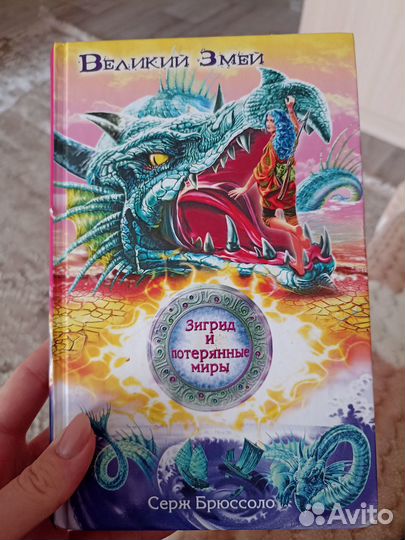 Великий Змей
Зигрид
и
потерянные
миры
Серж Брюссоло
Avito